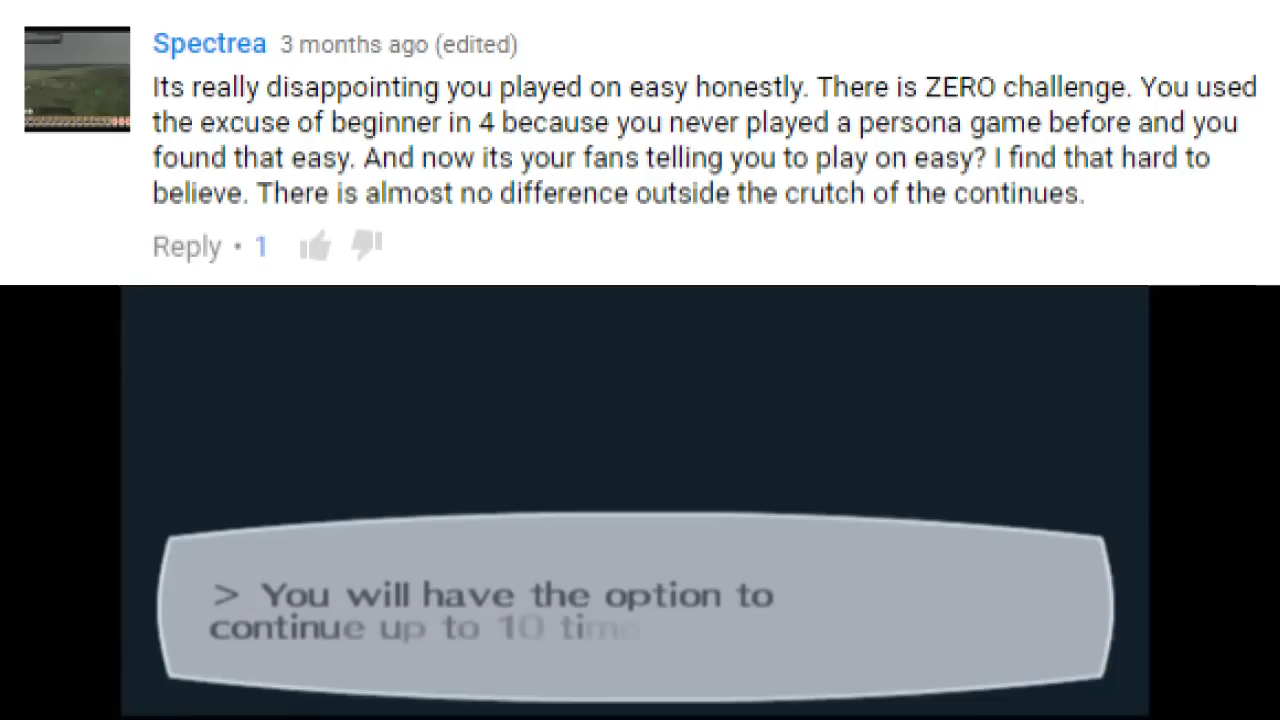 Spectrea 3 months ago (edited)
Its really disappointing you played on easy honestly. There is ZERO challenge. You used
the excuse of beginner in 4 because you never played a persona game before and you
found that easy. And now its your fans telling you to play on easy? I find that hard to
believe. There is almost no difference outside the crutch of the continues.
Reply • 1
> You will have the option to
continue up to 10 time